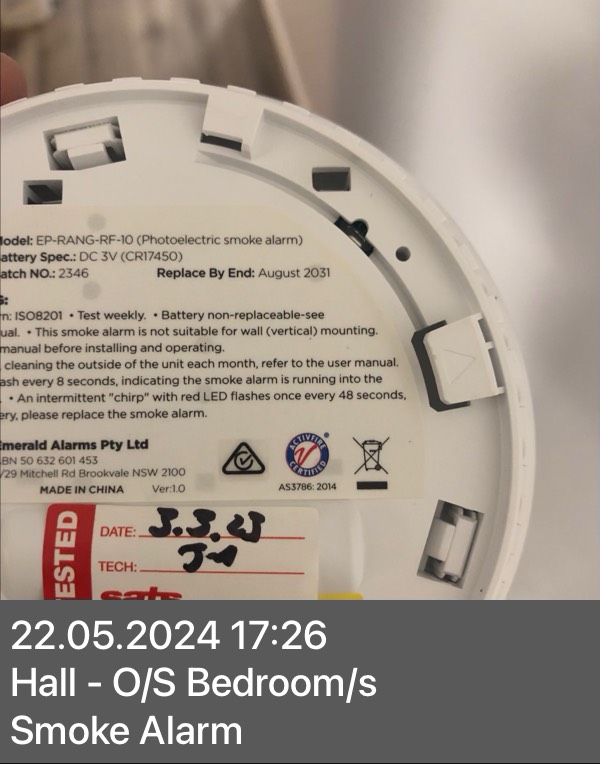 odel: EP-RANG-RF-10 (Photoelectric smoke alarm)
attery Spec.: DC 3V (CR17450)
atch NO.: 2346 Replace By End: August 2031
S:
n: ISO8201 • Test weekly. • Battery non-replaceable-see
ual. • This smoke alarm is not suitable for wall (vertical) mounting.
manual before installing and operating.
cleaning the outside of the unit each month, refer to the user manual.
ash every 8 seconds, indicating the smoke alarm is running into the
. • An intermittent "chirp" with red LED flashes once every 48 seconds,
ery, please replace the smoke alarm.
Emerald Alarms Pty Ltd
BN 50 632 601 453
/29 Mitchell Rd Brookvale NSW 2100
MADE IN CHINA Ver:1.0
ACTIVFIRE
CERTIFIED
AS3786: 2014
ESTED
DATE: 3.3.23
TECH:
sats
22.05.2024 17:26
Hall - O/S Bedroom/s
Smoke Alarm